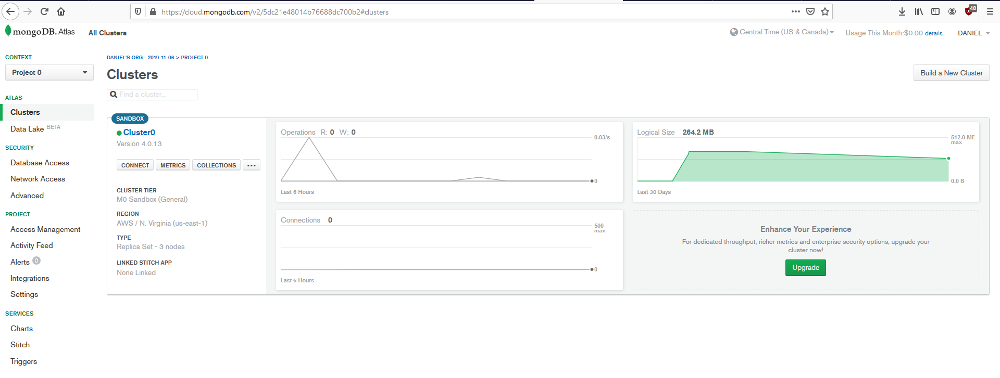 https://cloud.mongodb.com/v2/5dc21e48014b76688dc700b2#clusters
48
mongoDB. Atlas
All Clusters
Central Time (US & Canada)
Usage This Month:$0.00 details
DANIEL
CONTEXT
Project 0
ATLAS
Clusters
Data Lake BETA
SECURITY
Database Access
Network Access
Advanced
PROJECT
Access Management
Activity Feed
Alerts 0
Integrations
Settings
SERVICES
Charts
Stitch
Triggers
DANIEL'S ORG - 2019-11-06 > PROJECT 0
Clusters
Build a New Cluster
Find a cluster...
SANDBOX
Cluster0
Version 4.0.13
CONNECT
METRICS
COLLECTIONS
...
CLUSTER TIER
M0 Sandbox (General)
REGION
AWS / N. Virginia (us-east-1)
TYPE
Replica Set - 3 nodes
LINKED STITCH APP
None Linked
Operations R: 0 W: 0
0.03/s
0
Last 6 Hours
Logical Size 264.2 MB
512.0 MB
max
0.0 B
Last 30 Days
Connections 0
500
max
0
Last 6 Hours
Enhance Your Experience
For dedicated throughput, richer metrics and enterprise security options, upgrade your
cluster now!
Upgrade